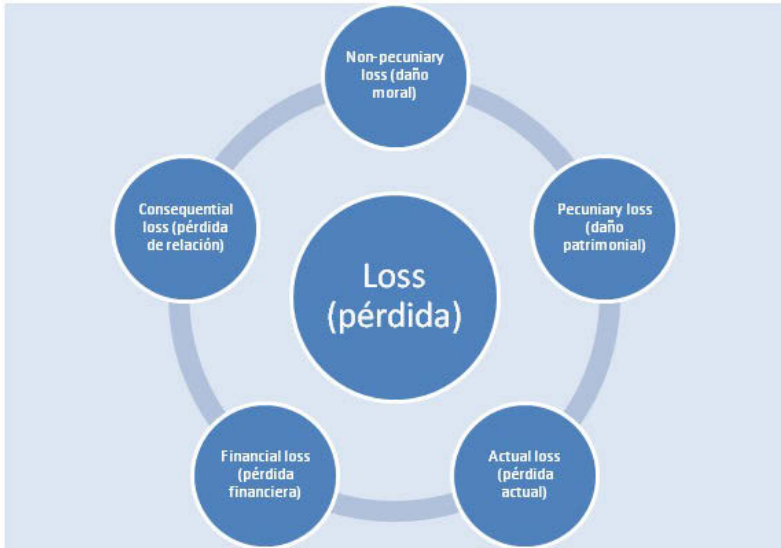 Non-pecuniary
loss (daño
moral)
Pecuniary loss
(daño
patrimonial)
Actual loss
(pérdida
actual)
Financial loss
(pérdida
financiera)
Consequential
loss (pérdida
de relación)
Loss
(pérdida)